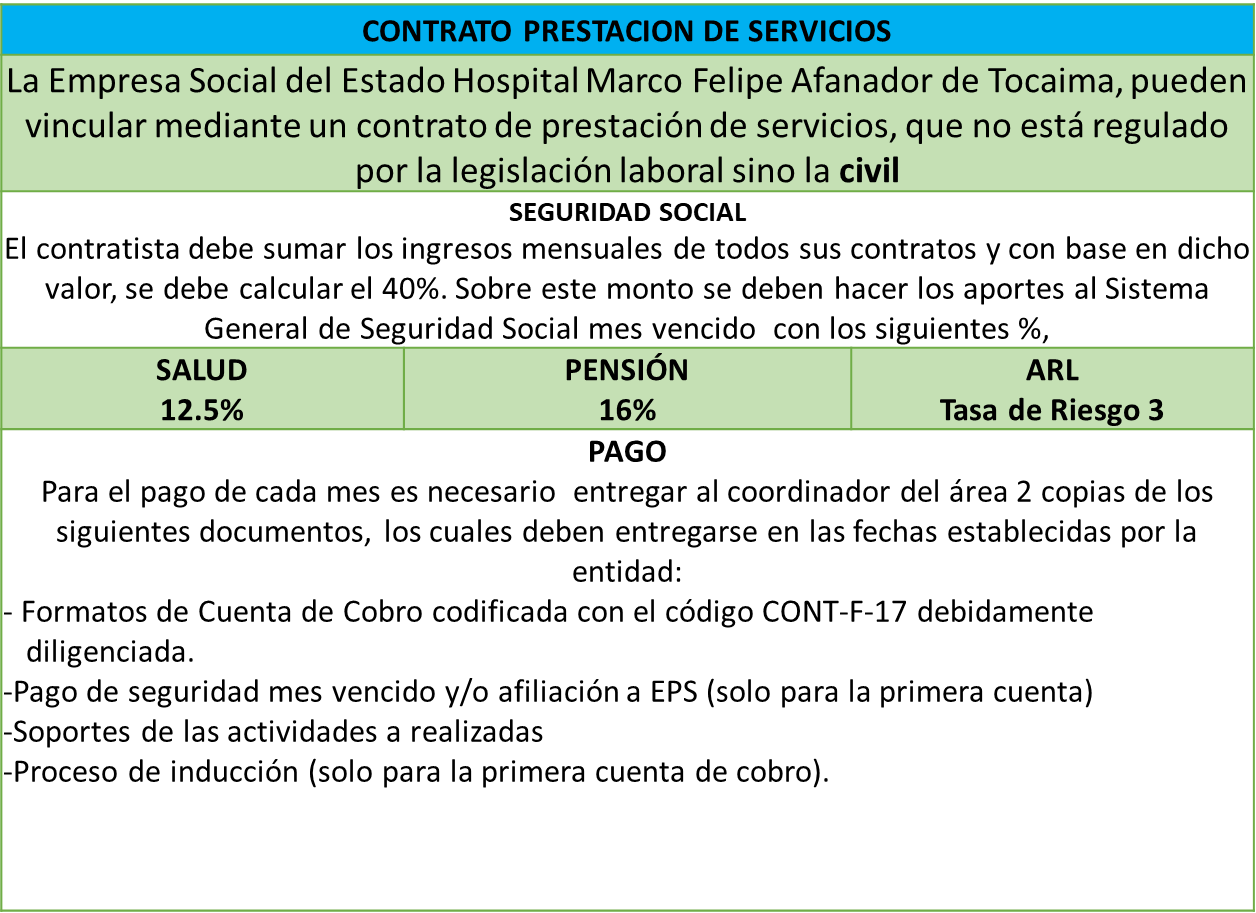 CONTRATO PRESTACION DE SERVICIOS
La Empresa Social del Estado Hospital Marco Felipe Afanador de Tocaima, pueden
vincular mediante un contrato de prestación de servicios, que no está regulado
por la legislación laboral sino la civil
SEGURIDAD SOCIAL
El contratista debe sumar los ingresos mensuales de todos sus contratos y con base en dicho
valor, se debe calcular el 40%. Sobre este monto se deben hacer los aportes al Sistema
General de Seguridad Social mes vencido  con los siguientes %,
SALUD
12.5%
PENSIÓN
16%
ARL
Tasa de Riesgo 3
PAGO
Para el pago de cada mes es necesario  entregar al coordinador del área 2 copias de los
siguientes documentos, los cuales deben entregarse en las fechas establecidas por la
entidad:
- Formatos de Cuenta de Cobro codificada con el código CONT-F-17 debidamente
diligenciada.
-Pago de seguridad mes vencido y/o afiliación a EPS (solo para la primera cuenta)
-Soportes de las actividades a realizadas
-Proceso de inducción (solo para la primera cuenta de cobro).